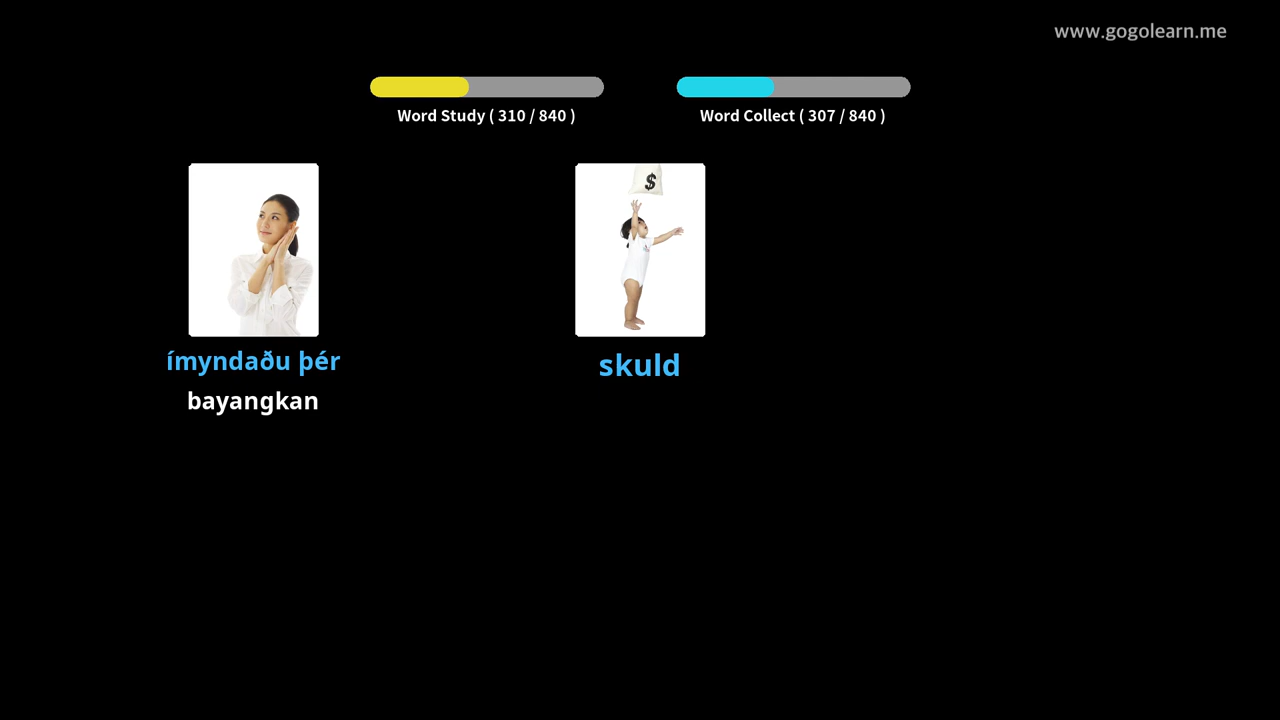 www.gogolearn.me
Word Study ( 310 / 840 )
Word Collect ( 307 / 840 )
$
ímyndaðu þér
bayangkan
skuld